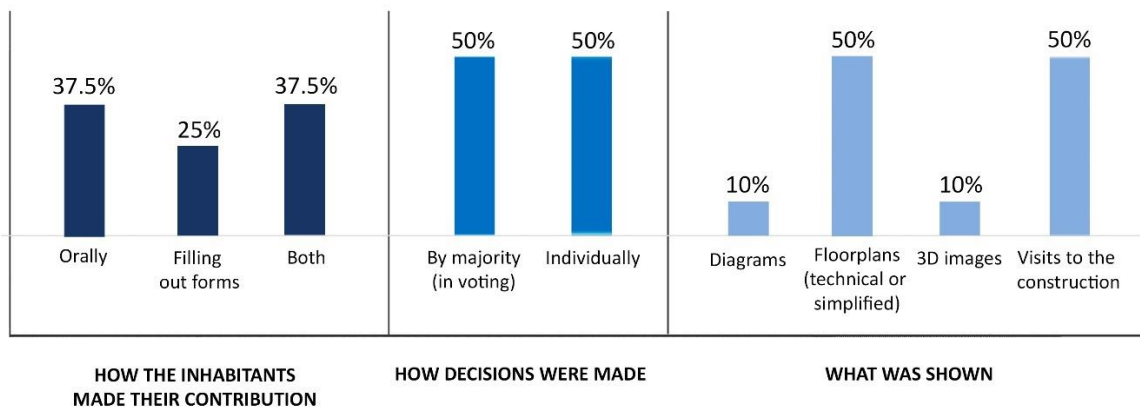 37.5%
25%
37.5%
Orally
Filling
out forms
Both
HOW THE INHABITANTS
MADE THEIR CONTRIBUTION
50%
50%
By majority
(in voting)
Individually
HOW DECISIONS WERE MADE
10%
50%
10%
50%
Diagrams
Floorplans
(technical or
simplified)
3D images
Visits to the
construction
WHAT WAS SHOWN